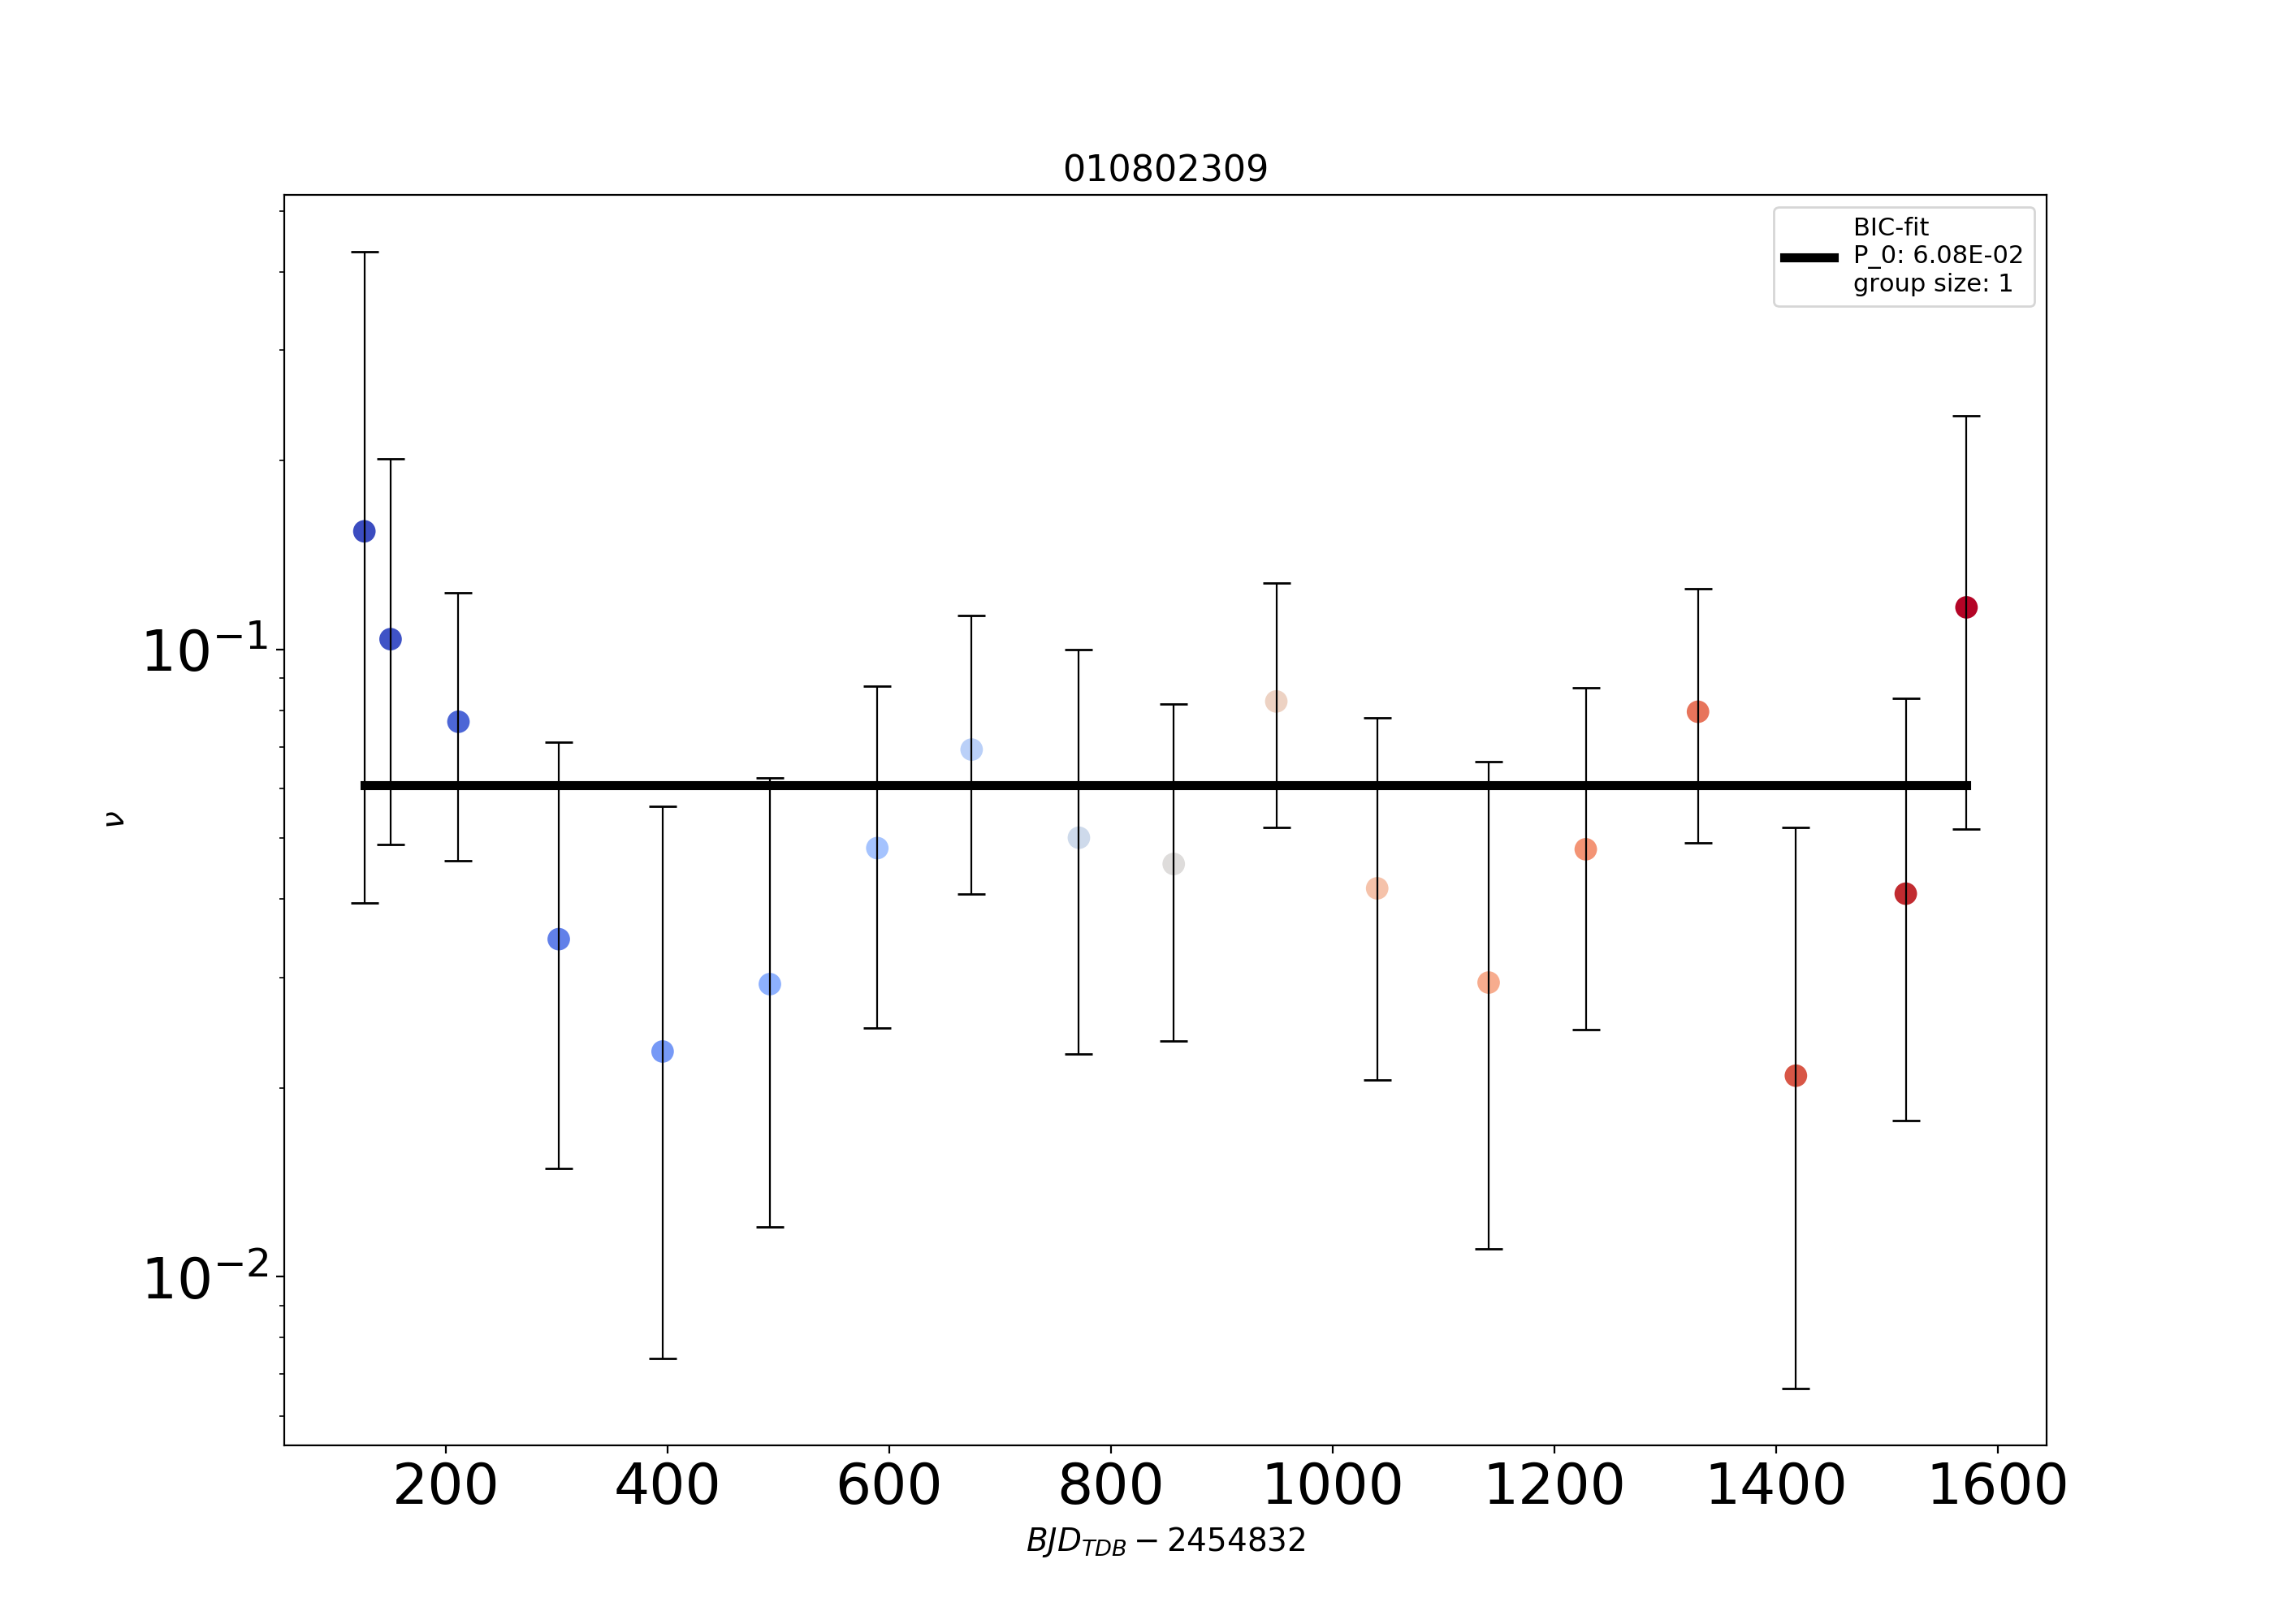 010802309
BIC-fit
P_0: 6.08E-02
group size: 1
10⁻¹
ν
10⁻²
200 400 600 800 1000 1200 1400 1600
BJD_TDB − 2454832